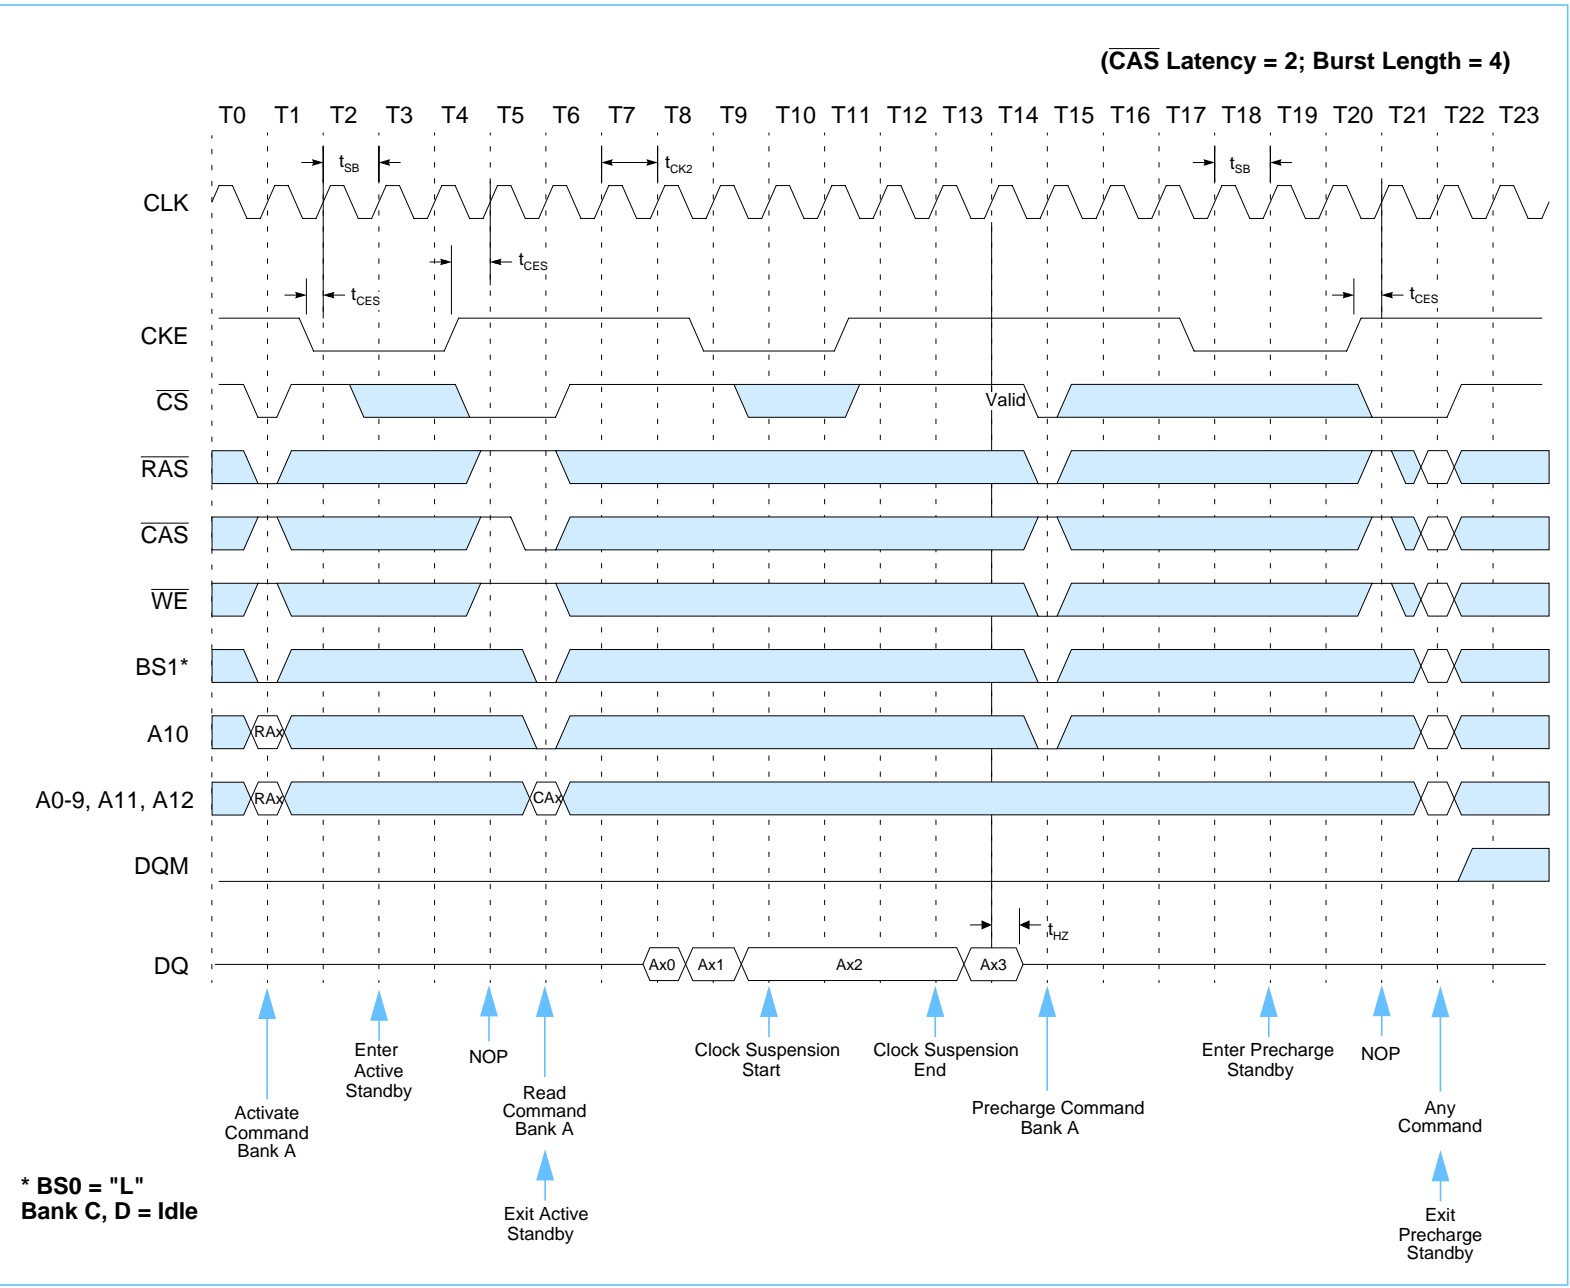 (CAS Latency = 2; Burst Length = 4)
T0 T1 T2 T3 T4 T5 T6 T7 T8 T9 T10 T11 T12 T13 T14 T15 T16 T17 T18 T19 T20 T21 T22 T23
tSB tCK2 tSB
CLK
tCES
tCES tCES
CKE
CS Valid
RAS
CAS
WE
BS1*
A10 RAx
A0-9, A11, A12 RAx CAx
DQM
tHZ
DQ Ax0 Ax1 Ax2 Ax3
Activate
Command
Bank A
Enter
Active
Standby
NOP
Read
Command
Bank A
Exit Active
Standby
Clock Suspension
Start
Clock Suspension
End
Precharge Command
Bank A
Enter Precharge
Standby
NOP
Any
Command
Exit
Precharge
Standby
* BS0 = "L"
Bank C, D = Idle